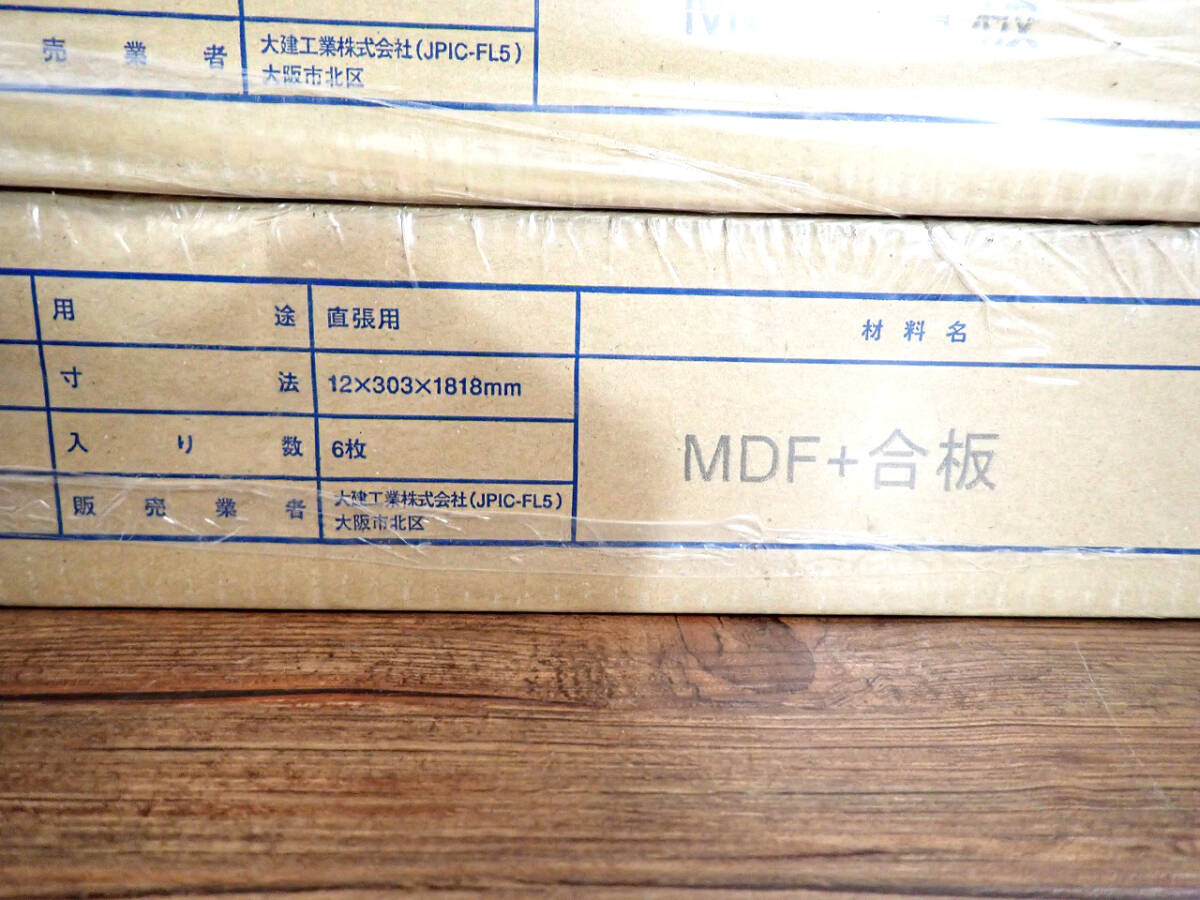 売業者
大建工業株式会社(JPIC-FL5)
大阪市北区
用途
直張用
材料名
寸法
12×303×1818mm
入り数
6枚
MDF+合板
販売業者
大建工業株式会社(JPIC-FL5)
大阪市北区